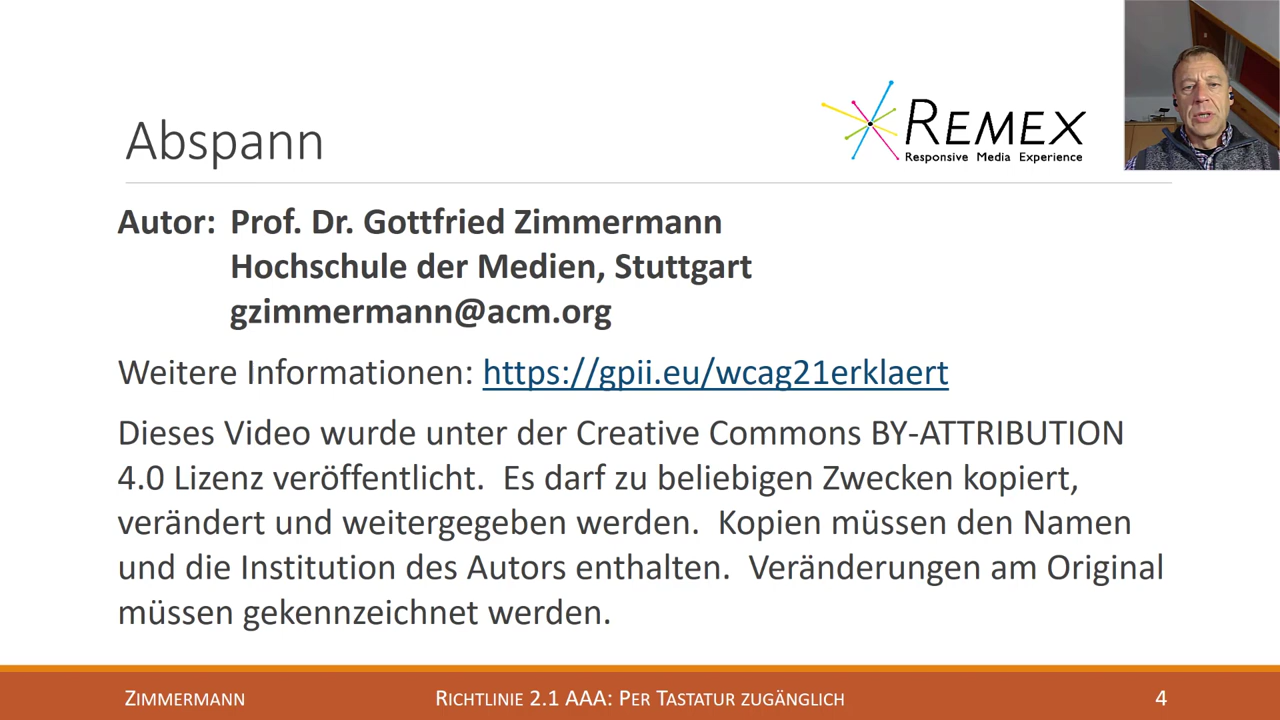 Abspann
REMEX
Responsive Media Experience
Autor: Prof. Dr. Gottfried Zimmermann
Hochschule der Medien, Stuttgart
gzimmermann@acm.org
Weitere Informationen: https://gpii.eu/wcag21erklaert
Dieses Video wurde unter der Creative Commons BY-ATTRIBUTION
4.0 Lizenz veröffentlicht. Es darf zu beliebigen Zwecken kopiert,
verändert und weitergegeben werden. Kopien müssen den Namen
und die Institution des Autors enthalten. Veränderungen am Original
müssen gekennzeichnet werden.
ZIMMERMANN
RICHTLINIE 2.1 AAA: PER TASTATUR ZUGÄNGLICH
4